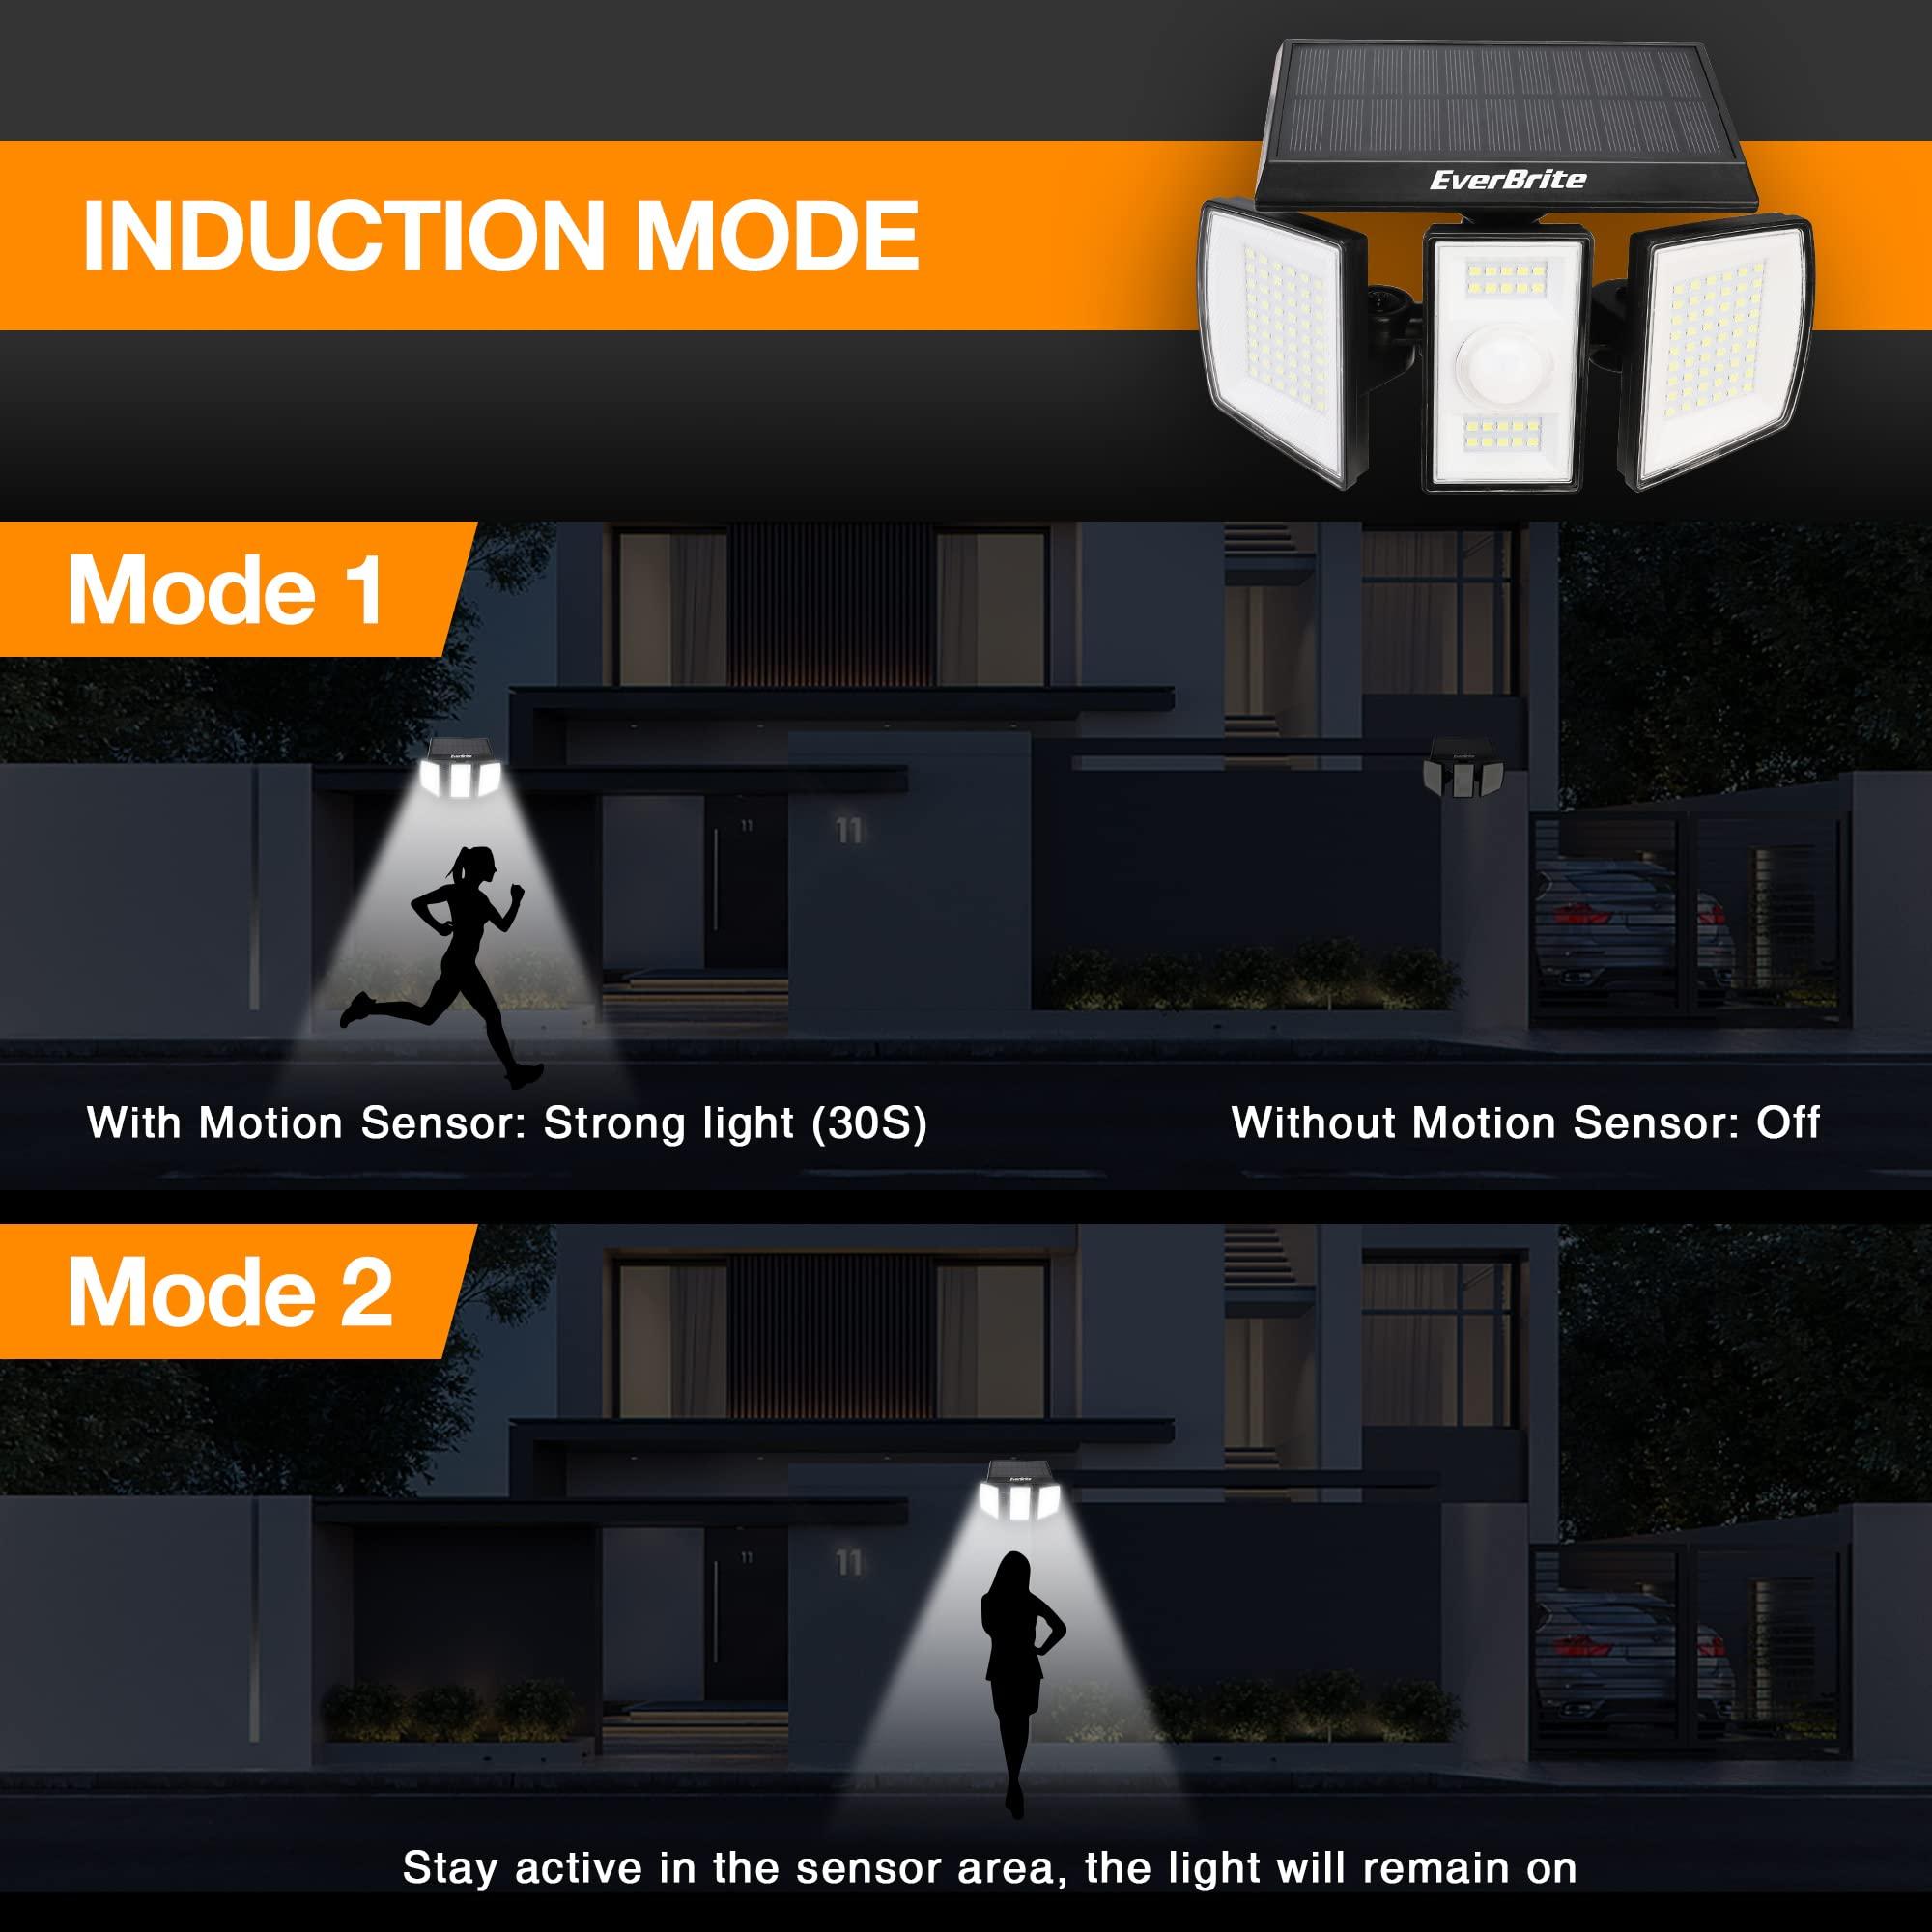 EverBrite
INDUCTION MODE
Mode 1
EverBrite
EverBrite
11
11
With Motion Sensor: Strong light (30S)
Without Motion Sensor: Off
Mode 2
EverBrite
11
11
Stay active in the sensor area, the light will remain on